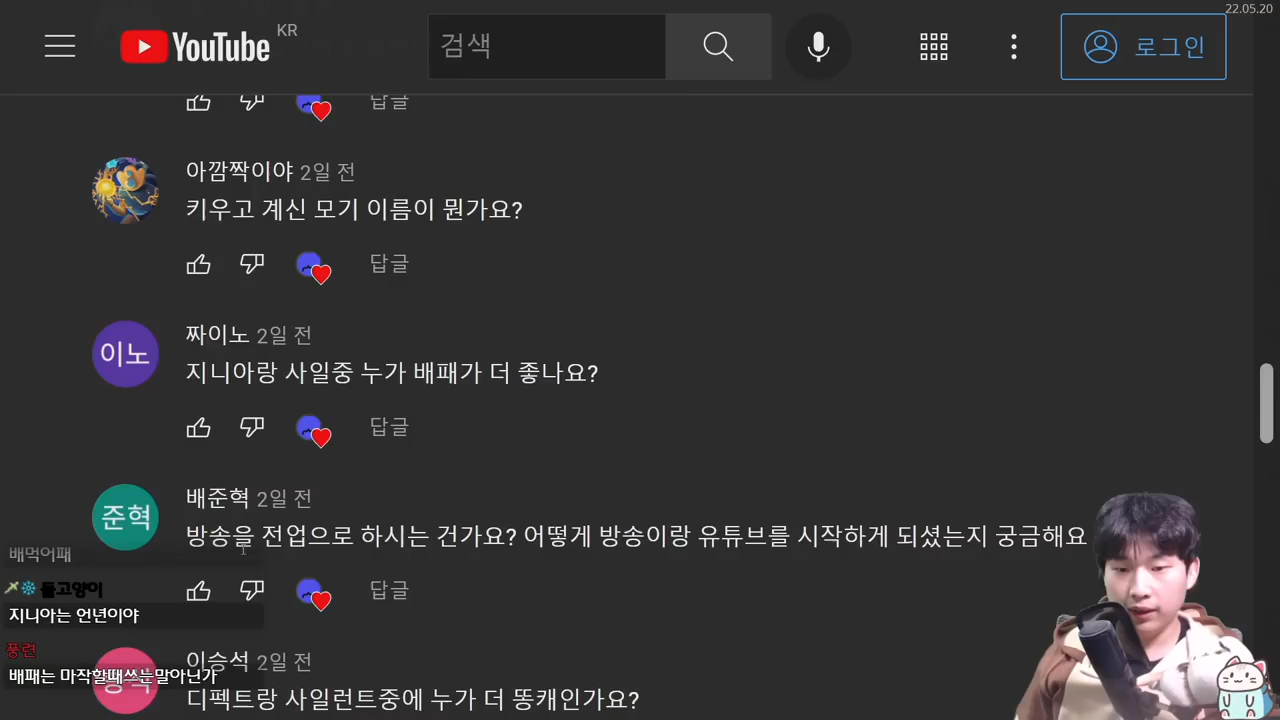 22.05.20
YouTube KR
검색
로그인
답글
아깜짝이야 2일 전
키우고 계신 모기 이름이 뭔가요?
답글
이노
짜이노 2일 전
지니아랑 사일중 누가 배패가 더 좋나요?
답글
준혁
배준혁 2일 전
방송을 전업으로 하시는 건가요? 어떻게 방송이랑 유튜브를 시작하게 되셨는지 궁금해요
답글
배먹어패
돌고양이
지니아는 언년이야
풍련
배패는 마작할때쓰는말아닌가
이승석 2일 전
디펙트랑 사일런트중에 누가 더 똥캐인가요?